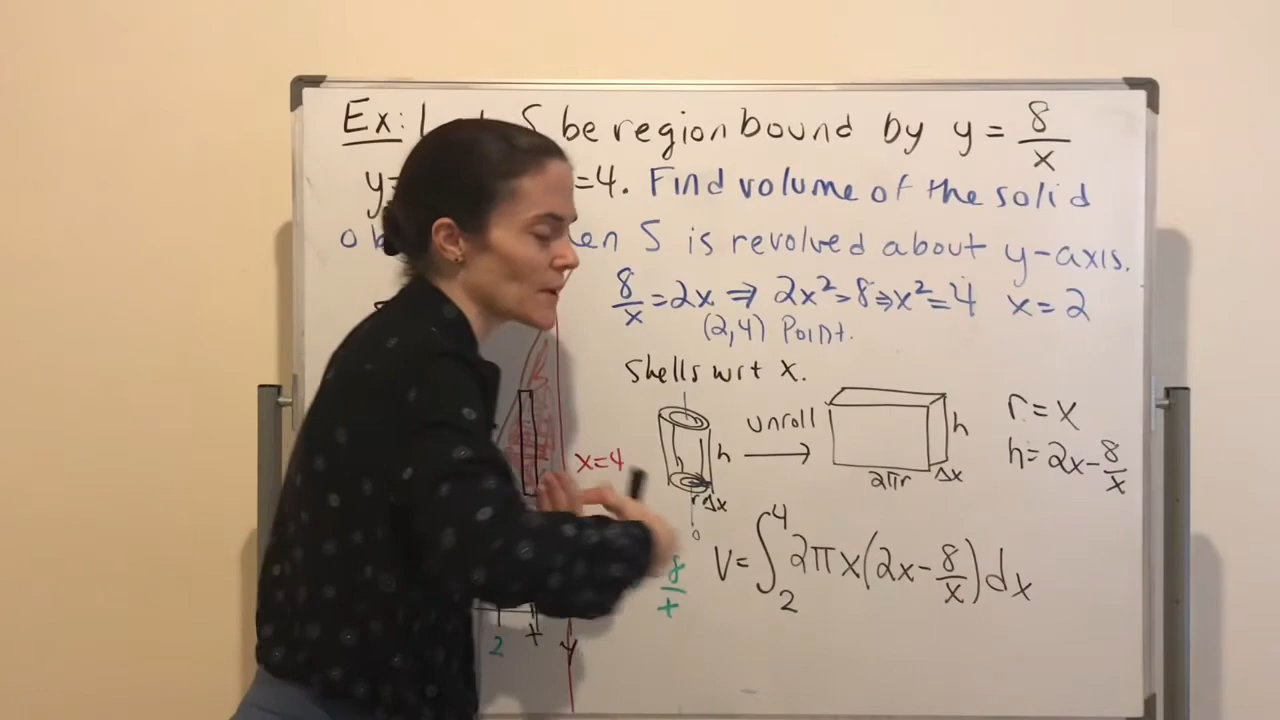 Ex: S be region bound by y = 8/x
y= =4. Find volume of the solid
S is revolved about y-axis.
8/x = 2x ⇒ 2x² = 8 ⇒ x² = 4 x = 2
(2,4) Point.
Shells wrt x.
h unroll h r = x
2πr Δx h = 2x - 8/x
r Δx
x=4
V = ∫₂⁴ 2πx(2x - 8/x) dx
8/x
2